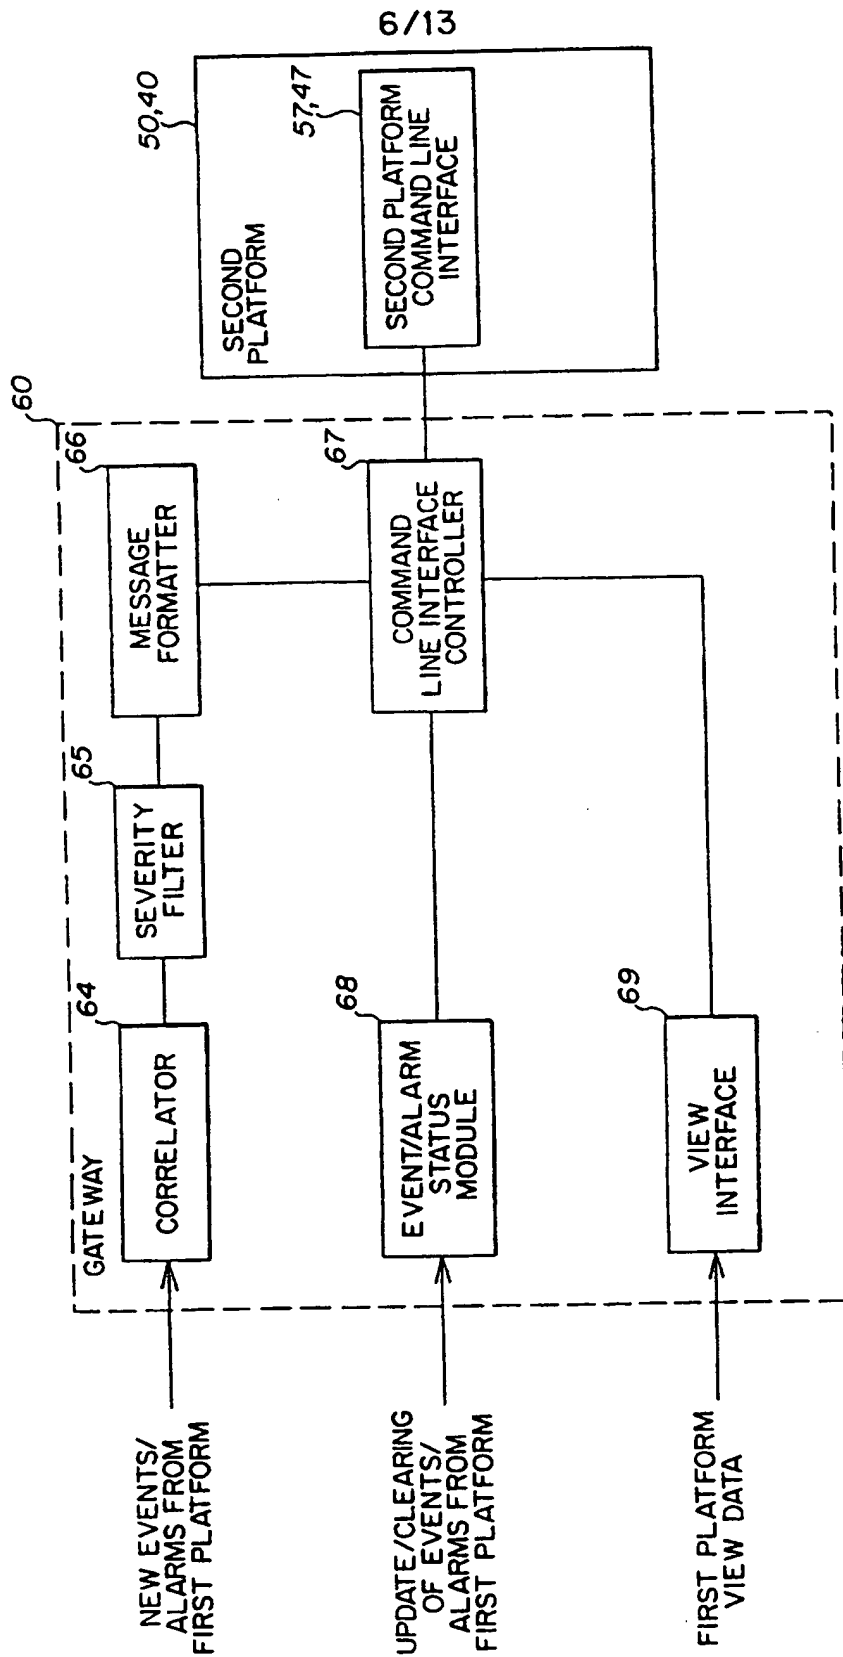 6/13
50,40
SECOND
PLATFORM
57,47
SECOND PLATFORM
COMMAND LINE
INTERFACE
60
GATEWAY
64
CORRELATOR
65
SEVERITY
FILTER
66
MESSAGE
FORMATTER
67
COMMAND
LINE INTERFACE
CONTROLLER
68
EVENT/ALARM
STATUS
MODULE
69
VIEW
INTERFACE
NEW EVENTS/
ALARMS FROM
FIRST PLATFORM
UPDATE/CLEARING
OF EVENTS/
ALARMS FROM
FIRST PLATFORM
FIRST PLATFORM
VIEW DATA